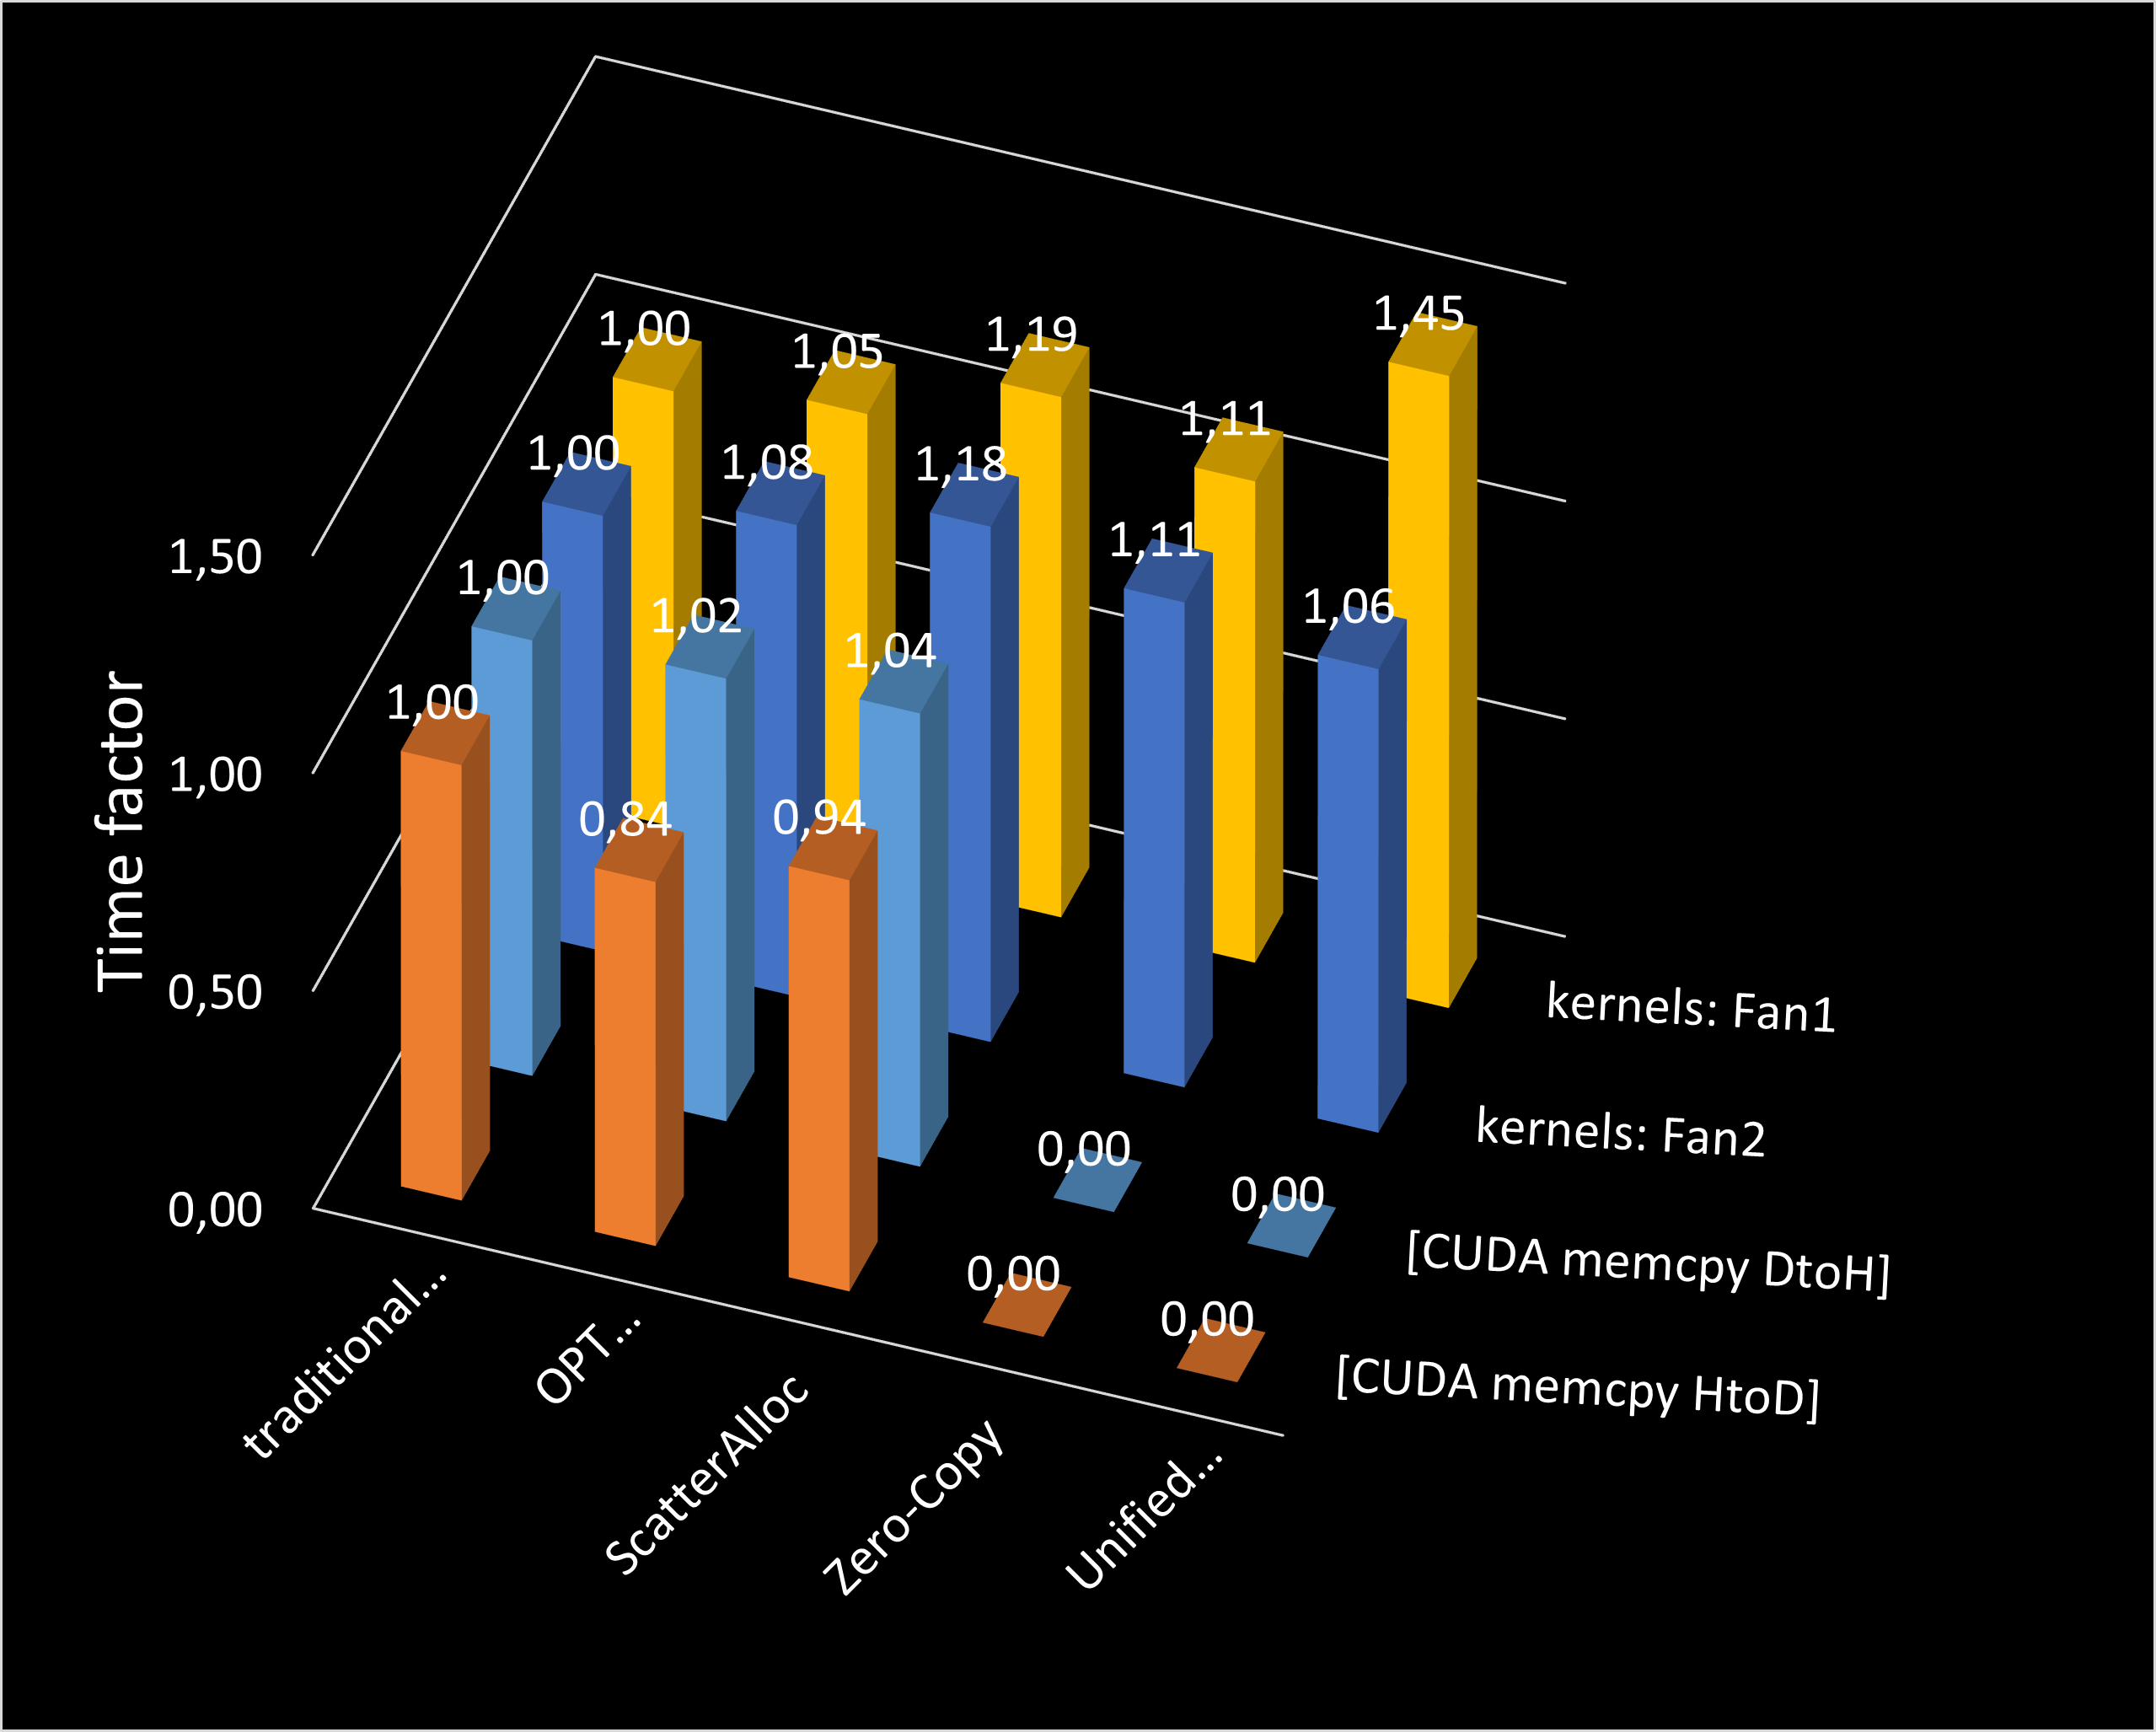 1,00
1,05
1,19
1,45
1,11
1,00
1,08
1,18
1,11
1,06
1,00
1,02
1,04
0,00
0,00
1,00
0,84
0,94
0,00
0,00
Time factor
1,50
1,00
0,50
0,00
kernels: Fan1
kernels: Fan2
[CUDA memcpy DtoH]
[CUDA memcpy HtoD]
traditional...
OPT...
ScatterAlloc
Zero-Copy
Unified...